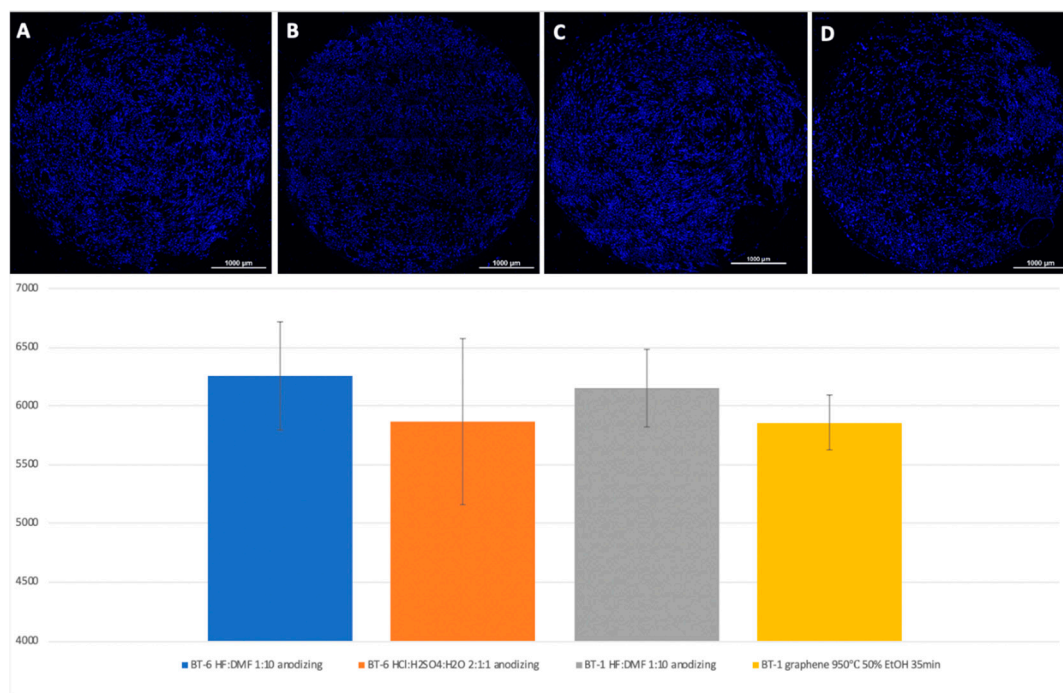 A B C D
1000 µm 1000 µm 1000 µm 1000 µm
7000
6500
6000
5500
5000
4500
4000
BT-6 HF:DMF 1:10 anodizing BT-6 HCl:H2SO4:H2O 2:1:1 anodizing BT-1 HF:DMF 1:10 anodizing BT-1 graphene 950°C 50% EtOH 35min